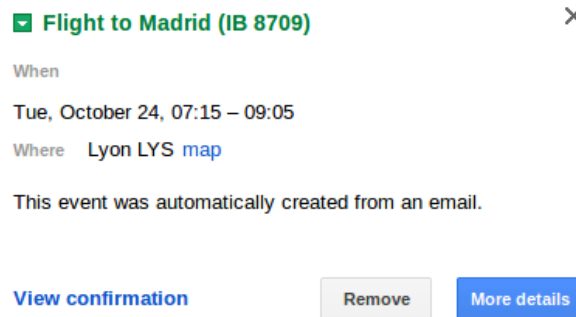 Flight to Madrid (IB 8709)
When
Tue, October 24, 07:15 – 09:05
Where Lyon LYS map
This event was automatically created from an email.
View confirmation Remove More details